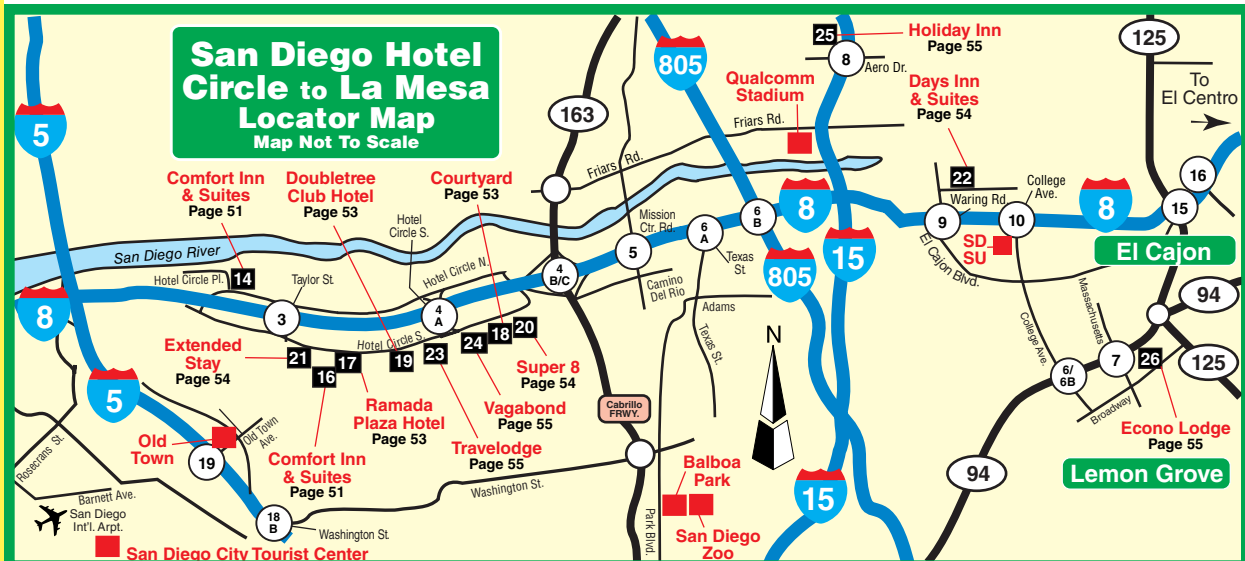 San Diego Hotel
Circle to La Mesa
Locator Map
Map Not To Scale
5
805
25
Holiday Inn
Page 55
8
Aero Dr.
125
To
El Centro
Qualcomm
Stadium
Days Inn
& Suites
Page 54
163
Friars Rd.
Friars Rd.
Comfort Inn
& Suites
Page 51
Doubletree
Club Hotel
Page 53
Courtyard
Page 53
Hotel
Circle S.
Mission
Ctr. Rd.
6
A
Texas
St.
6
B
8
22
Waring Rd.
9
College
Ave.
10
8
15
16
San Diego River
Hotel Circle Pl.
14
Taylor St.
Hotel Circle N.
4
B/C
5
Camino
Del Rio
805
15
El Cajon Blvd.
SD
SU
El Cajon
8
3
4
A
Hotel Circle S.
Adams
Texas St.
94
125
Massachusetts
College Ave.
Extended
Stay
Page 54
21
16
17
19
23
24
18
20
Super 8
Page 54
N
6/
6B
7
26
Broadway
Econo Lodge
Page 55
5
Ramada
Plaza Hotel
Page 53
Vagabond
Page 55
Travelodge
Page 55
Cabrillo
FRWY.
Old
Town
Old Town
Ave.
19
Comfort Inn
& Suites
Page 51
Rosecrans St.
Barnett Ave.
San Diego
Int'l. Arpt.
18
B
Washington St.
Washington St.
Park Blvd.
Balboa
Park
San Diego
Zoo
15
94
Lemon Grove
San Diego City Tourist Center